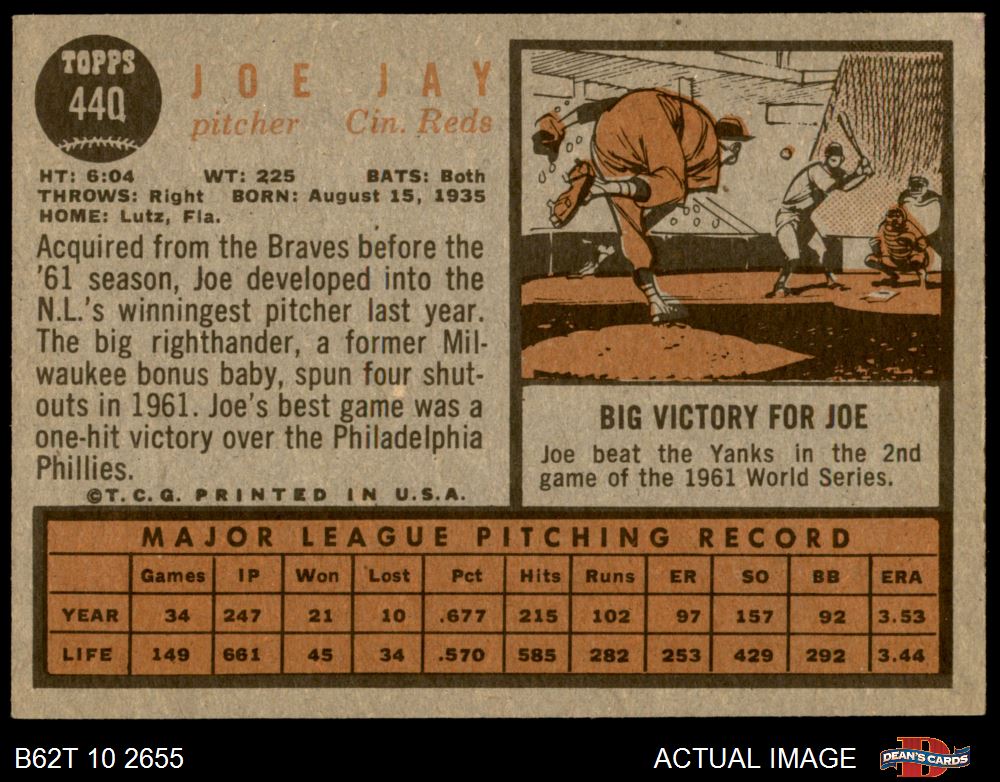 TOPPS
440
JOE JAY
pitcher Cin. Reds
HT: 6:04 WT: 225 BATS: Both
THROWS: Right BORN: August 15, 1935
HOME: Lutz, Fla.
Acquired from the Braves before the
'61 season, Joe developed into the
N.L.'s winningest pitcher last year.
The big righthander, a former Mil-
waukee bonus baby, spun four shut-
outs in 1961. Joe's best game was a
one-hit victory over the Philadelphia
Phillies.
©T.C.G. PRINTED IN U.S.A.
BIG VICTORY FOR JOE
Joe beat the Yanks in the 2nd
game of the 1961 World Series.
MAJOR LEAGUE PITCHING RECORD
Games IP Won Lost Pct Hits Runs ER SO BB ERA
YEAR 34 247 21 10 .677 215 102 97 157 92 3.53
LIFE 149 661 45 34 .570 585 282 253 429 292 3.44
B62T 10 2655 ACTUAL IMAGE DEAN'S CARDS